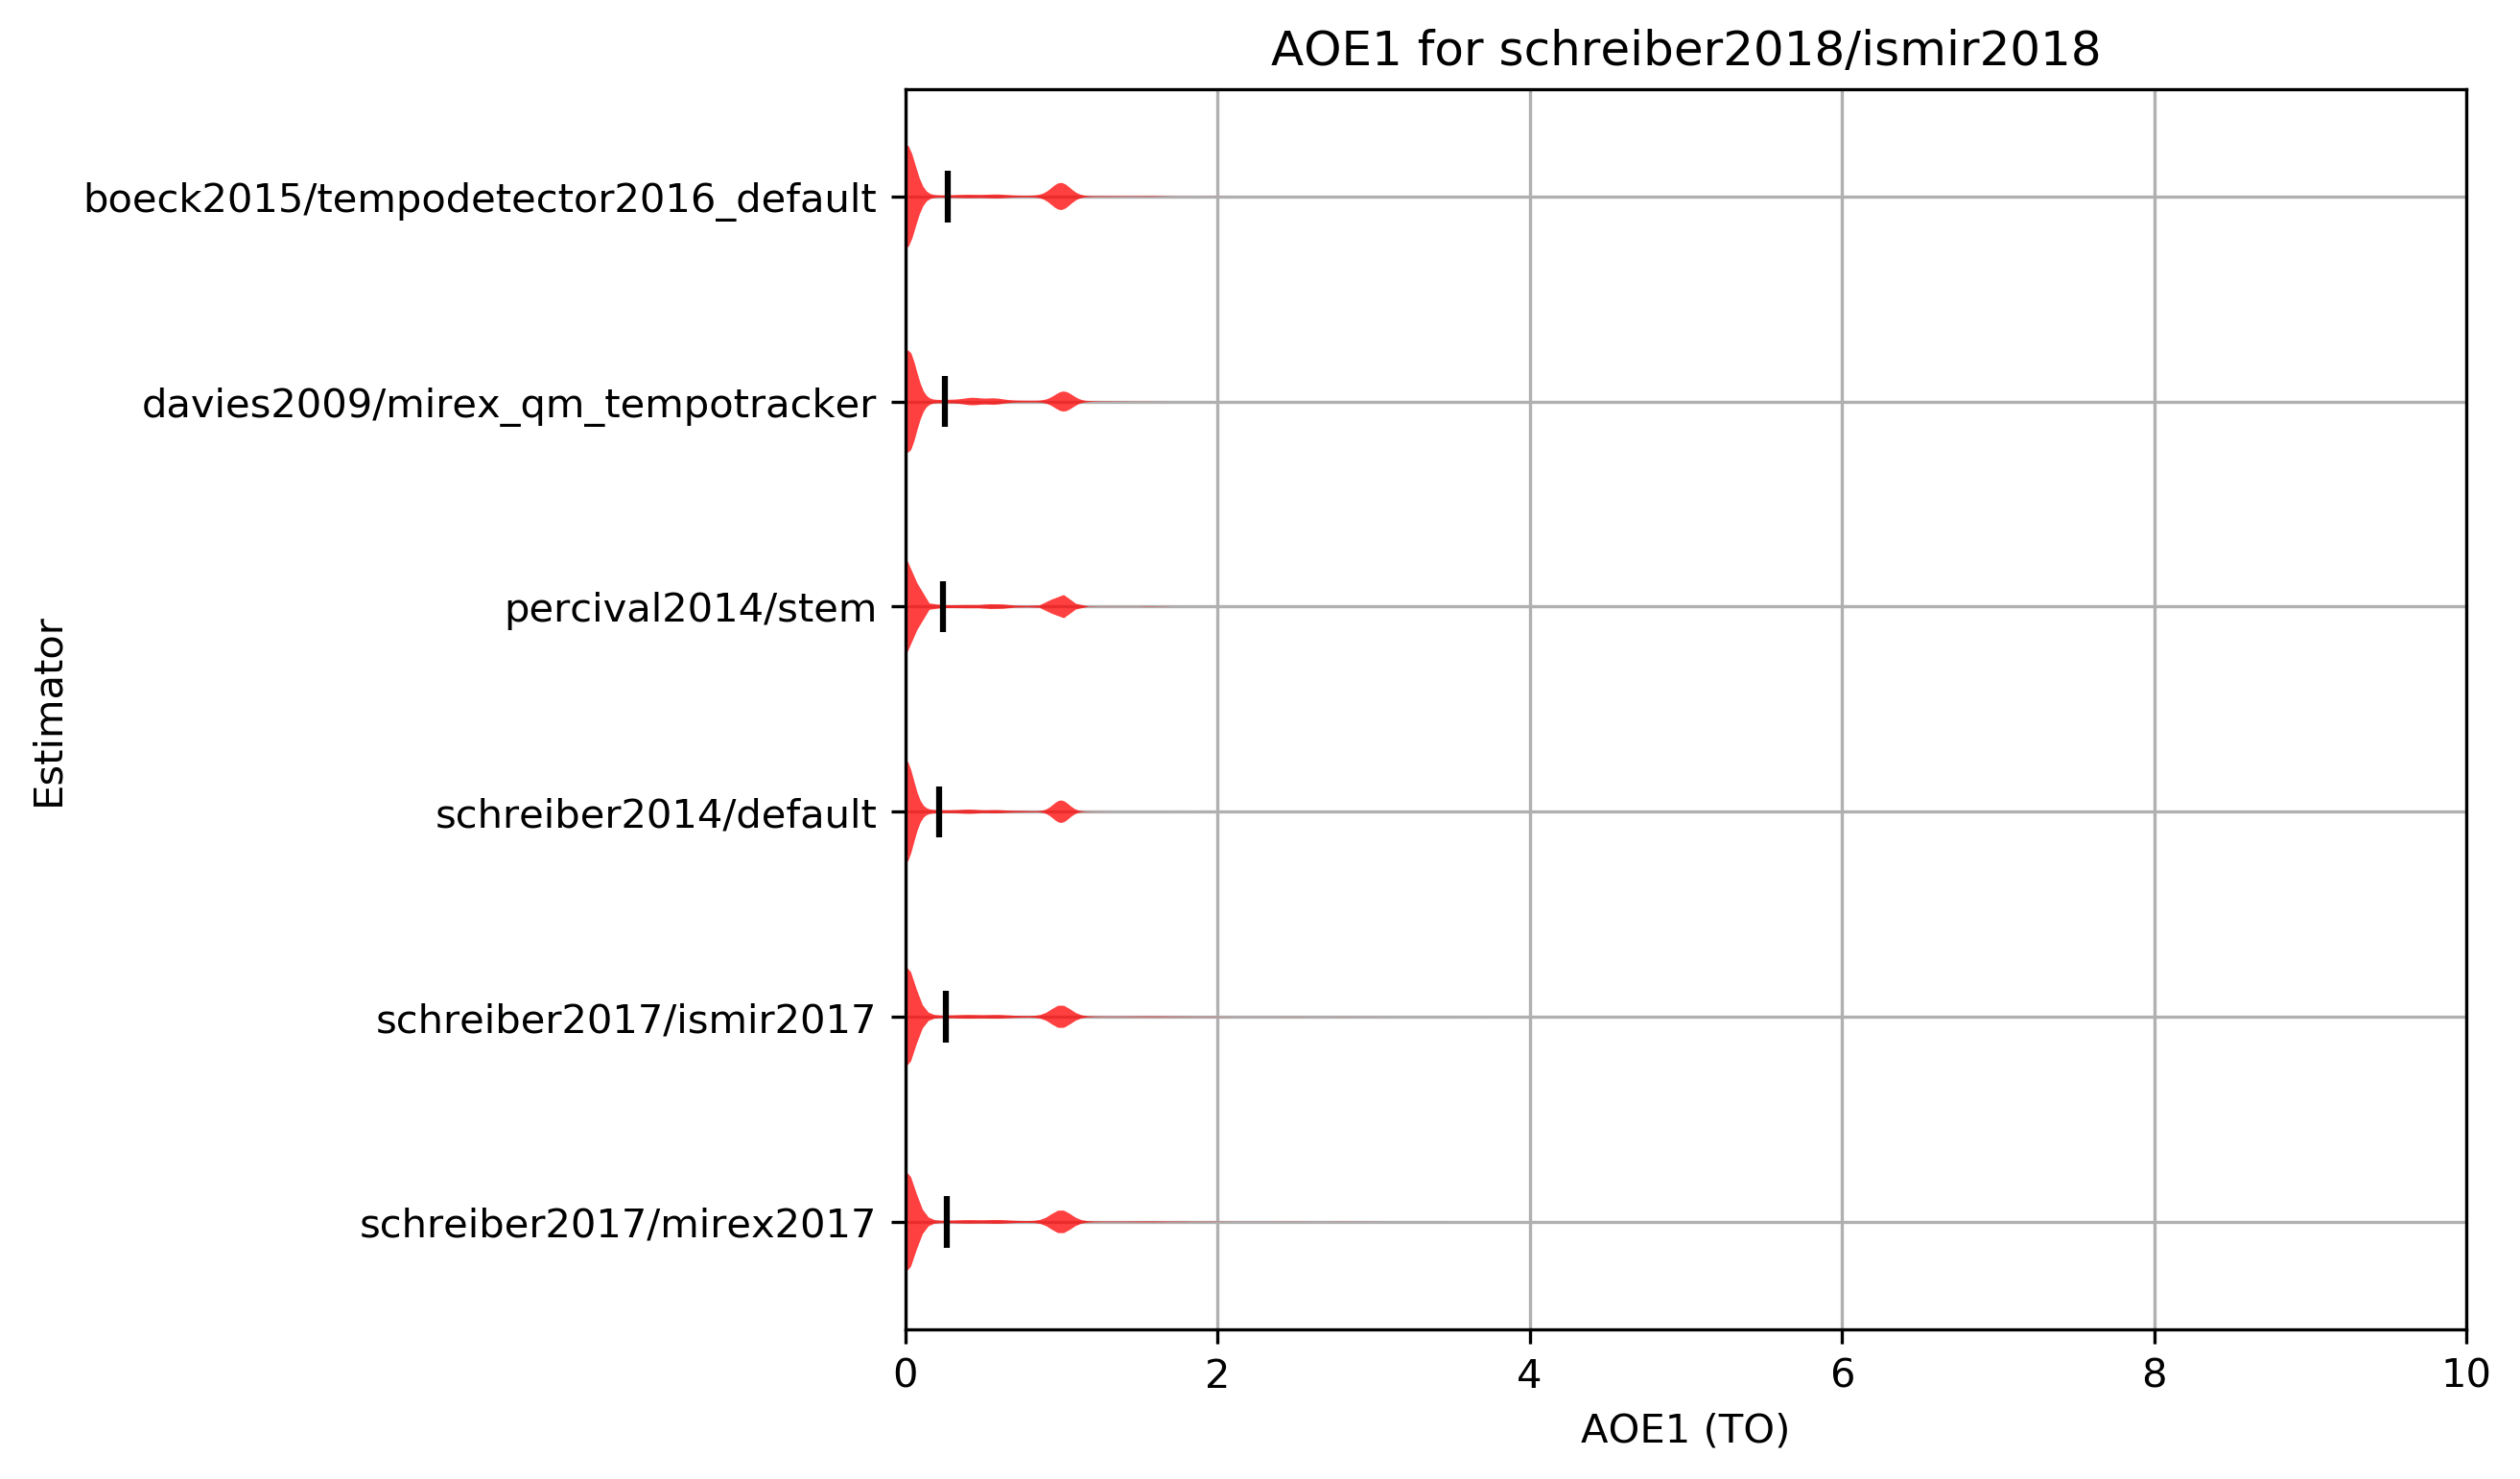 AOE1 for schreiber2018/ismir2018
boeck2015/tempodetector2016_default
davies2009/mirex_qm_tempotracker
percival2014/stem
schreiber2014/default
schreiber2017/ismir2017
schreiber2017/mirex2017
Estimator
0 2 4 6 8 10
AOE1 (TO)